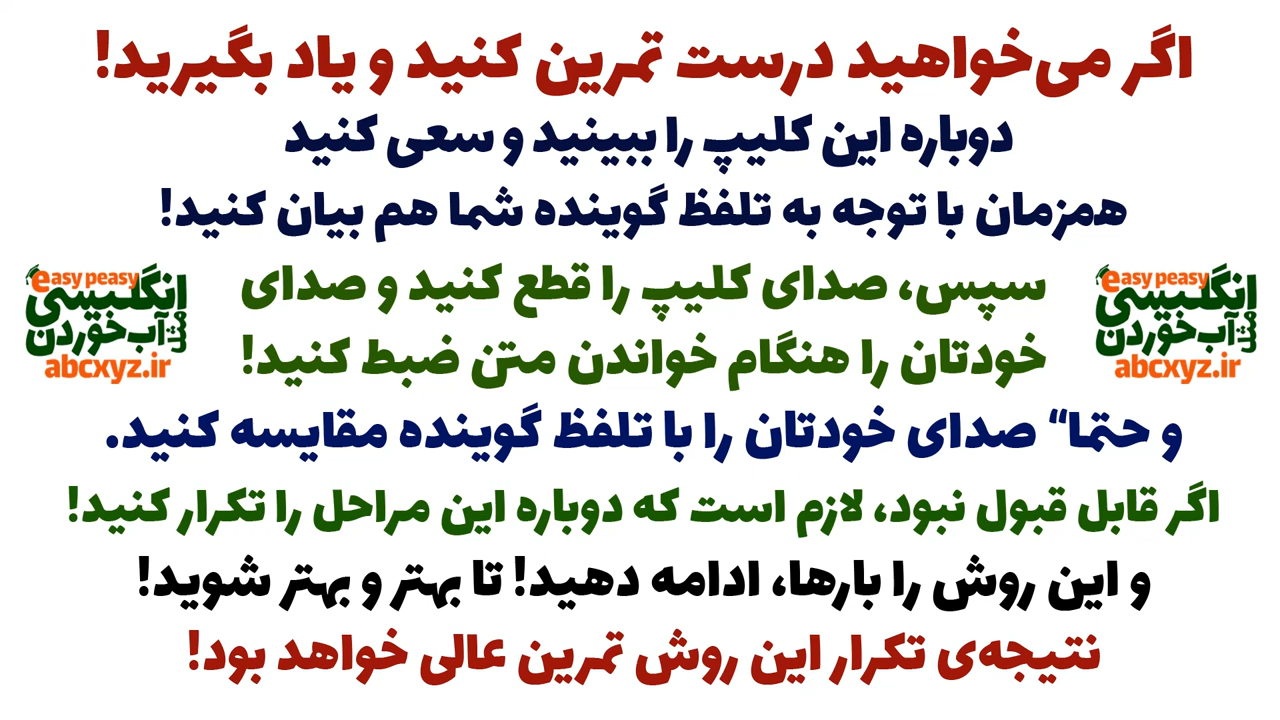 اگر می‌خواهید درست تمرین کنید و یاد بگیرید!
دوباره این کلیپ را ببینید و سعی کنید
همزمان با توجه به تلفظ گوینده شما هم بیان کنید!
سپس، صدای کلیپ را قطع کنید و صدای
خودتان را هنگام خواندن متن ضبط کنید!
و حتما“ صدای خودتان را با تلفظ گوینده مقایسه کنید.
اگر قابل قبول نبود، لازم است که دوباره این مراحل را تکرار کنید!
و این روش را بارها، ادامه دهید! تا بهتر و بهتر شوید!
نتیجه‌ی تکرار این روش تمرین عالی خواهد بود!
easy peasy
انگلیسی
مثل آب خوردن
abcxyz.ir
easy peasy
انگلیسی
مثل آب خوردن
abcxyz.ir